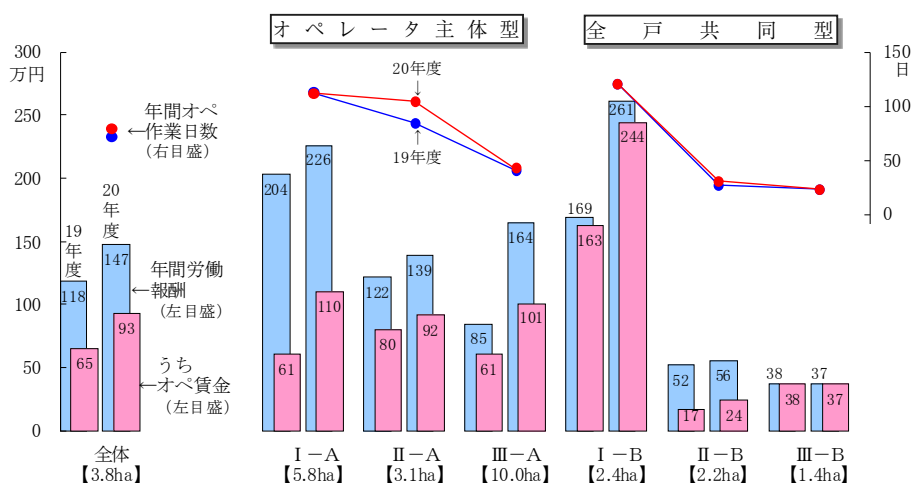 オペレータ主体型
全戸共同型
300
万円
250
200
150
100
50
0
150
日
100
50
0
年間オペ
←作業日数
(右目盛)
20年度
↓
↑
19年度
19年度
20年度
年間労働
←報酬
(左目盛)
うち
←オペ賃金
(左目盛)
118
65
147
93
204
61
226
110
122
80
139
92
85
61
164
101
169
163
261
244
52
17
56
24
38
38
37
37
全体
【3.8ha】
Ⅰ－A
【5.8ha】
Ⅱ－A
【3.1ha】
Ⅲ－A
【10.0ha】
Ⅰ－B
【2.4ha】
Ⅱ－B
【2.2ha】
Ⅲ－B
【1.4ha】